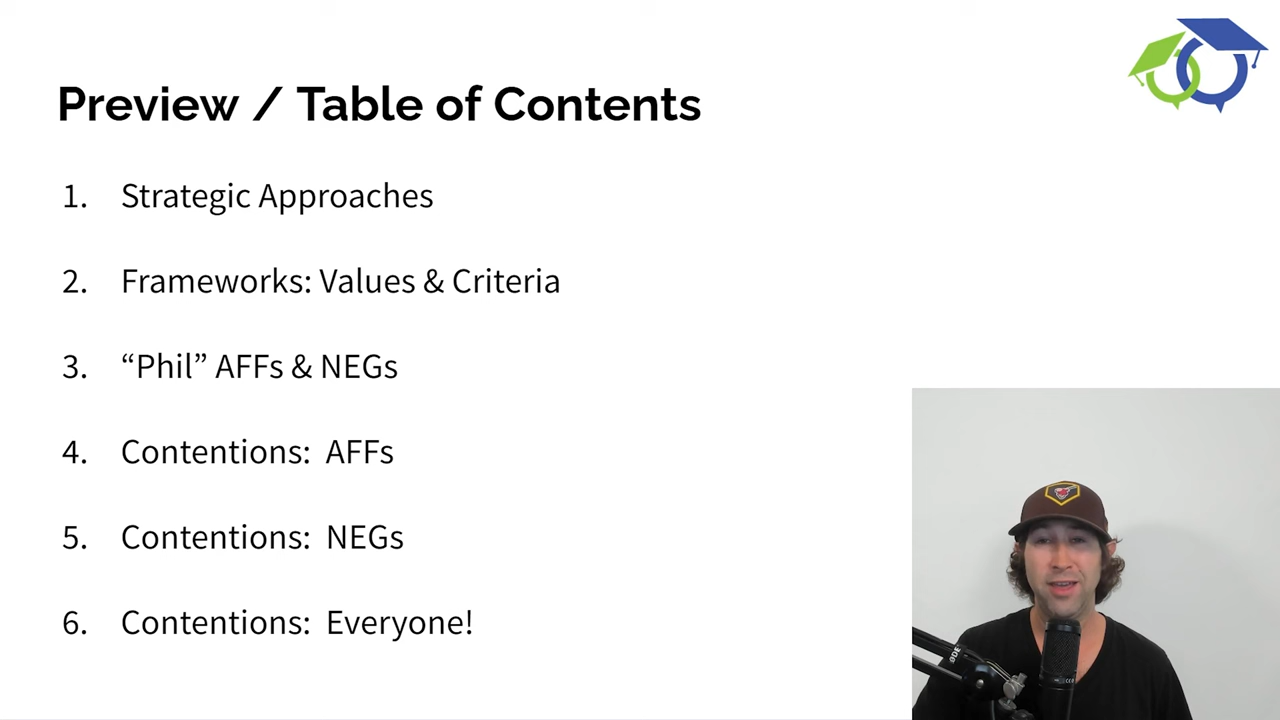 Preview / Table of Contents
1. Strategic Approaches
2. Frameworks: Values & Criteria
3. “Phil” AFFs & NEGs
4. Contentions: AFFs
5. Contentions: NEGs
6. Contentions: Everyone!